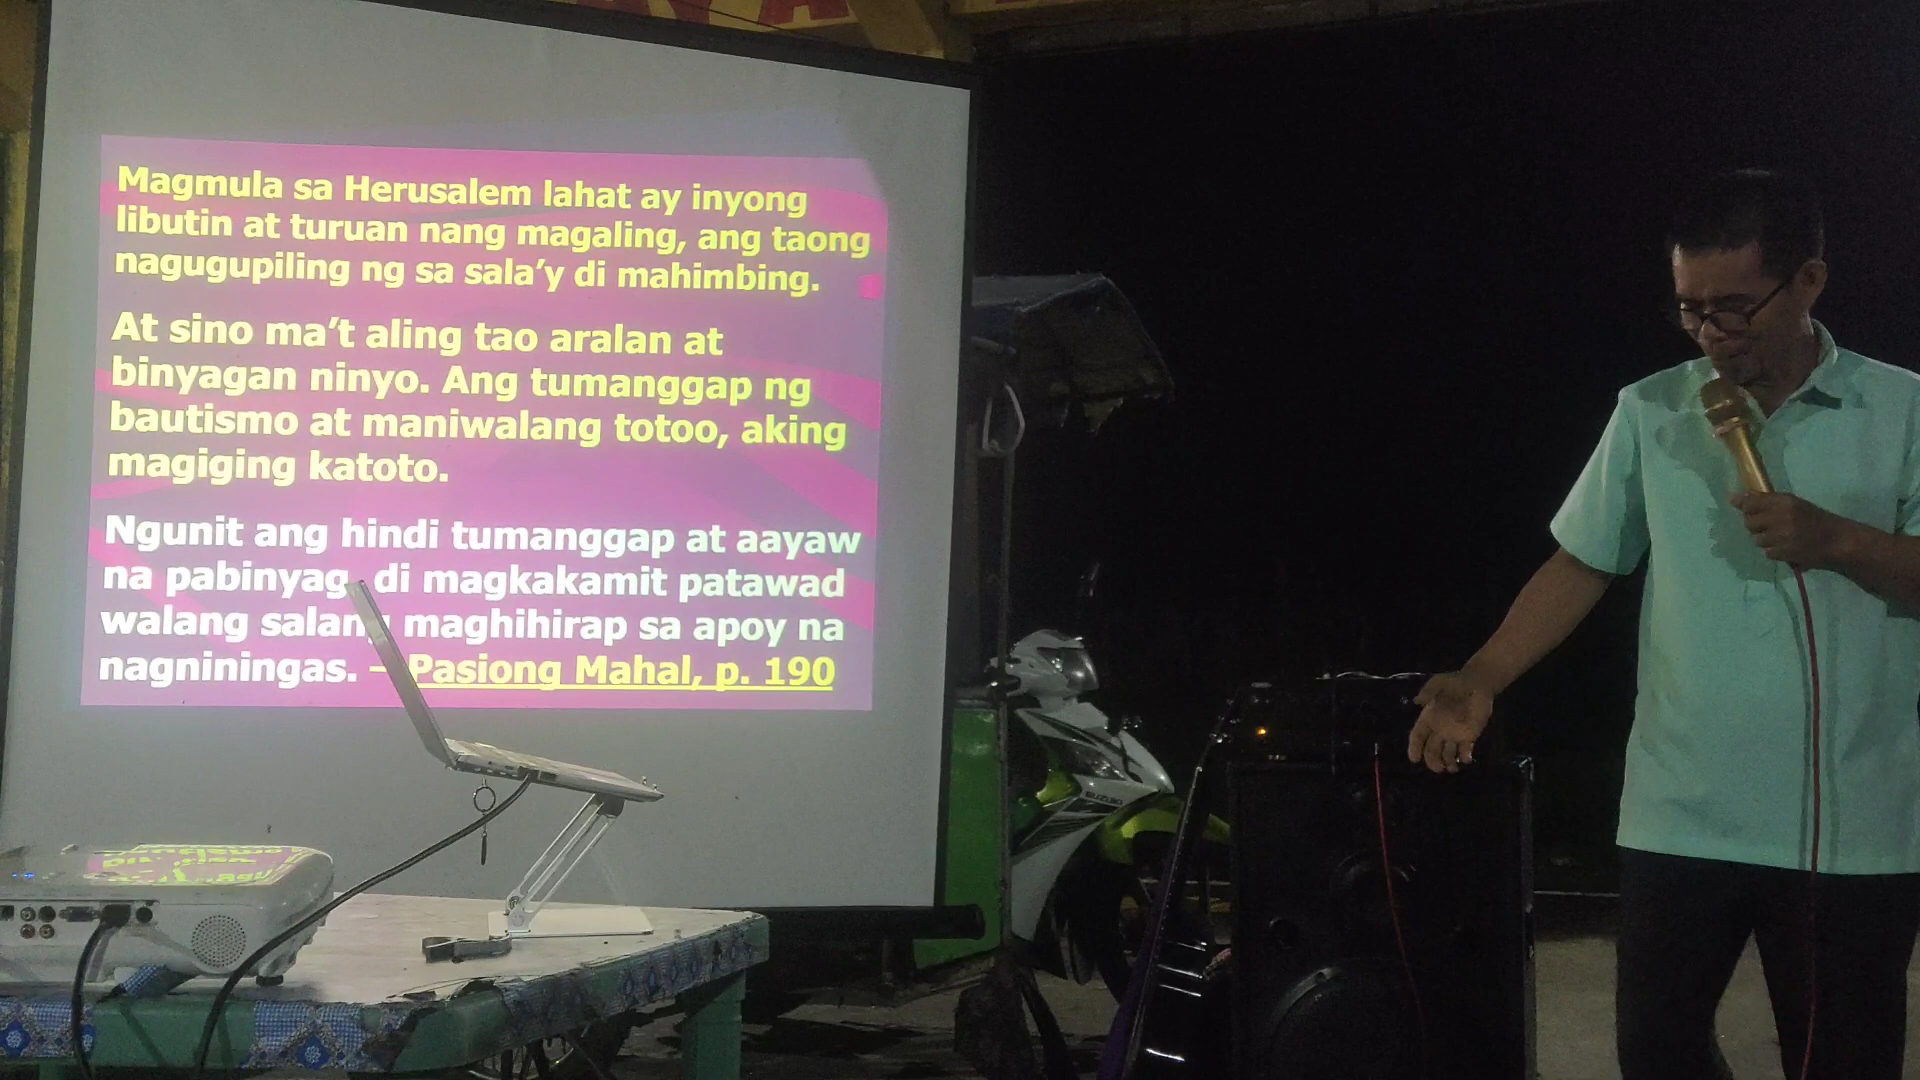 Magmula sa Herusalem lahat ay inyong
libutin at turuan nang magaling, ang taong
nagugupiling ng sa sala’y di mahimbing.
At sino ma’t aling tao aralan at
binyagan ninyo. Ang tumanggap ng
bautismo at maniwalang totoo, aking
magiging katoto.
Ngunit ang hindi tumanggap at aayaw
na pabinyag, di magkakamit patawad
walang salang maghihirap sa apoy na
nagniningas. – Pasiong Mahal, p. 190
SUZUKI